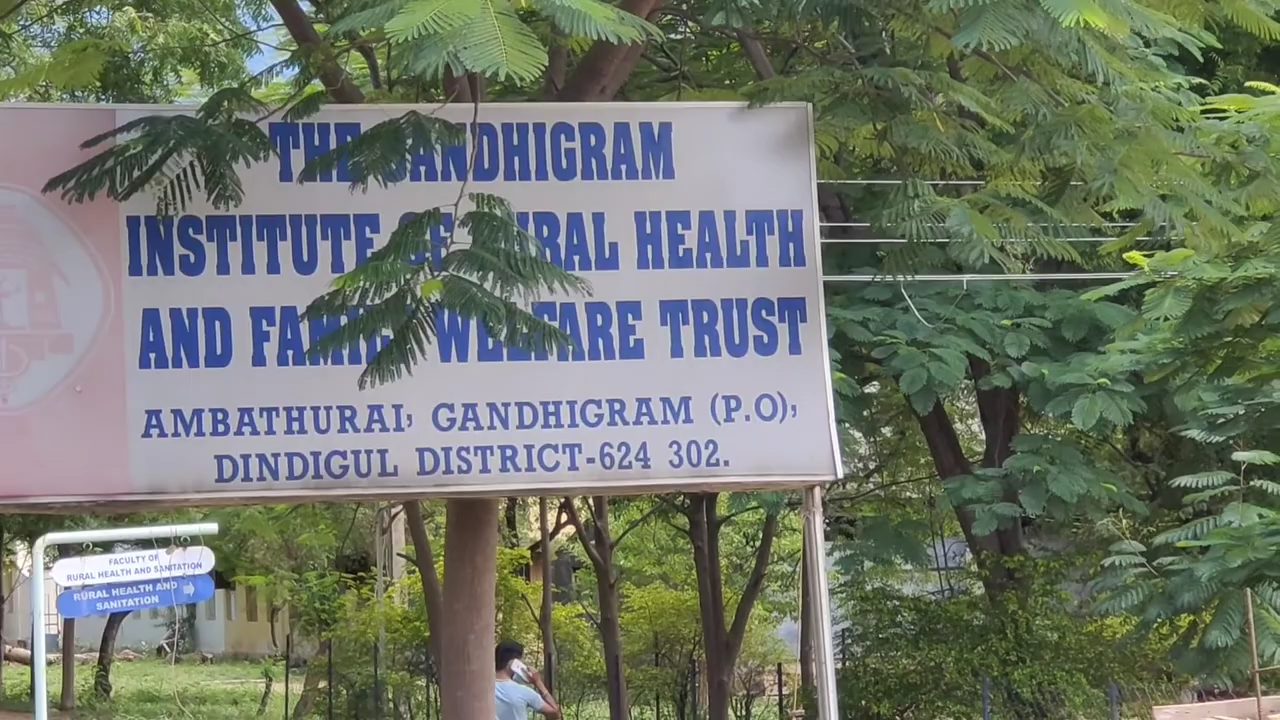 THE GANDHIGRAM
INSTITUTE OF RURAL HEALTH
AND FAMILY WELFARE TRUST
AMBATHURAI, GANDHIGRAM (P.O),
DINDIGUL DISTRICT-624 302.
FACULTY OF
RURAL HEALTH AND SANITATION
RURAL HEALTH AND
SANITATION